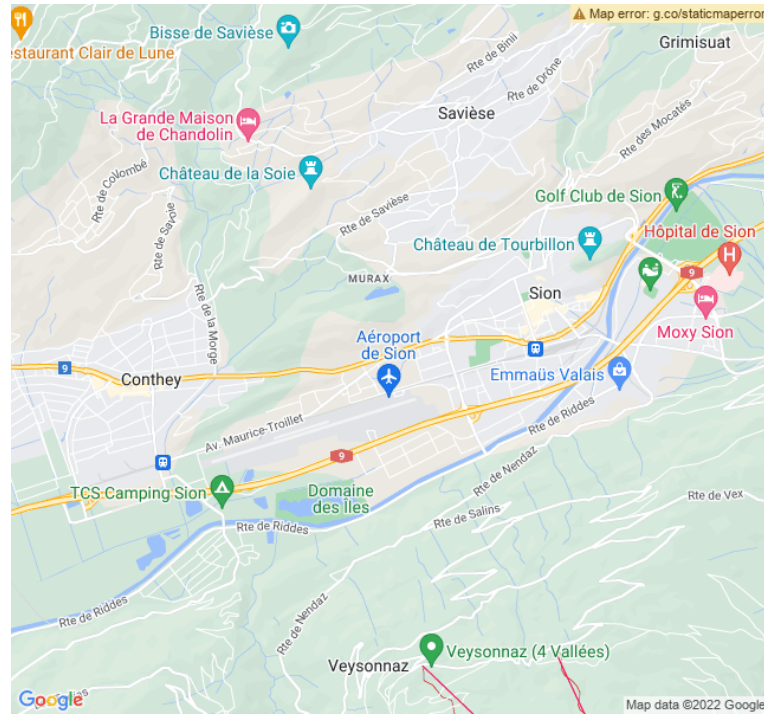 Map error: g.co/staticmaperror
Bisse de Savièse
Grimisuat
estaurant Clair de Lune
Rte de Binii
Rte de Drône
La Grande Maison
de Chandolin
Savièse
Rte des Mocatés
Château de la Soie
Rte de Colombé
Golf Club de Sion
Rte de Savoie
Rte de Savièse
Château de Tourbillon
Hôpital de Sion
9
MURAX
Rte de la Morge
Sion
Moxy Sion
Aéroport
de Sion
9
Conthey
Emmaüs Valais
Av. Maurice-Troillet
Rte de Riddes
9
TCS Camping Sion
Domaine
des Îles
Rte de Nendaz
Rte de Vex
Rte de Riddes
Rte de Salins
Rte de Riddes
Rte de Nendaz
Veysonnaz (4 Vallées)
Veysonnaz
Google
Map data ©2022 Google